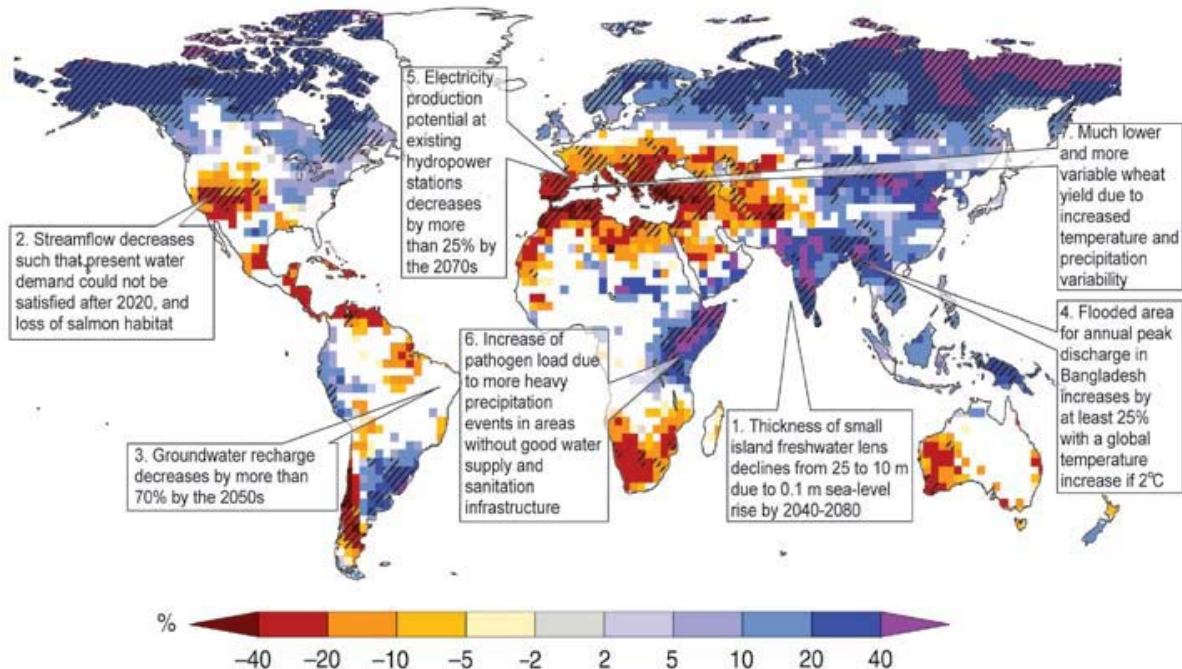 5. Electricity
production
potential at
existing
hydropower
stations
decreases
by more
than 25% by
the 2070s
7. Much lower
and more
variable wheat
yield due to
increased
temperature and
precipitation
variability
2. Streamflow decreases
such that present water
demand could not be
satisfied after 2020, and
loss of salmon habitat
6. Increase of
pathogen load due
to more heavy
precipitation
events in areas
without good water
supply and
sanitation
infrastructure
4. Flooded area
for annual peak
discharge in
Bangladesh
increases by
at least 25%
with a global
temperature
increase if 2°C
3. Groundwater recharge
decreases by more than
70% by the 2050s
1. Thickness of small
island freshwater lens
declines from 25 to 10 m
due to 0.1 m sea-level
rise by 2040-2080
%
−40 −20 −10 −5 −2 2 5 10 20 40